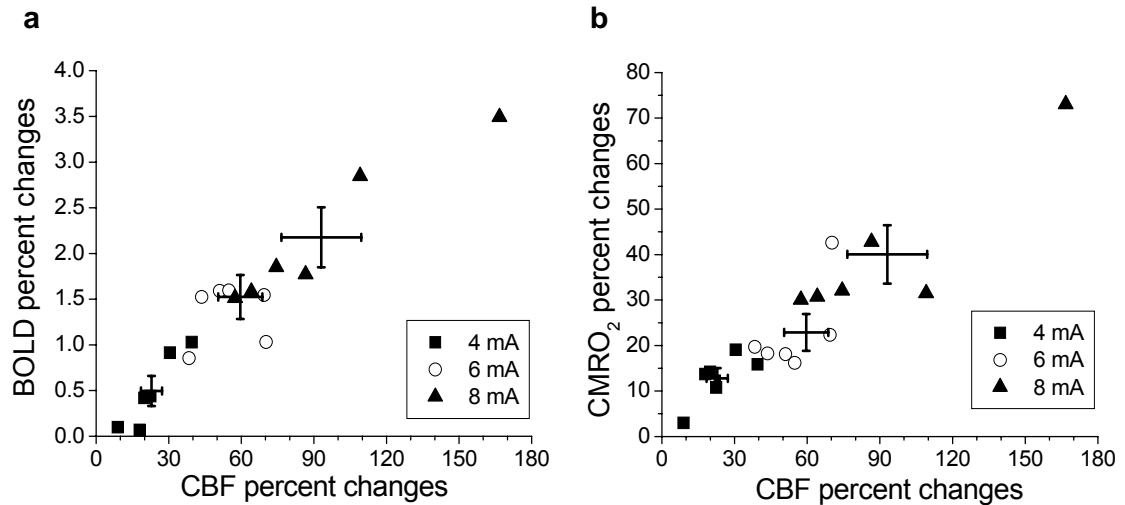 a
BOLD percent changes
4.0
3.5
3.0
2.5
2.0
1.5
1.0
0.5
0.0
0 30 60 90 120 150 180
CBF percent changes
4 mA
6 mA
8 mA
b
CMRO₂ percent changes
80
70
60
50
40
30
20
10
0
0 30 60 90 120 150 180
CBF percent changes
4 mA
6 mA
8 mA